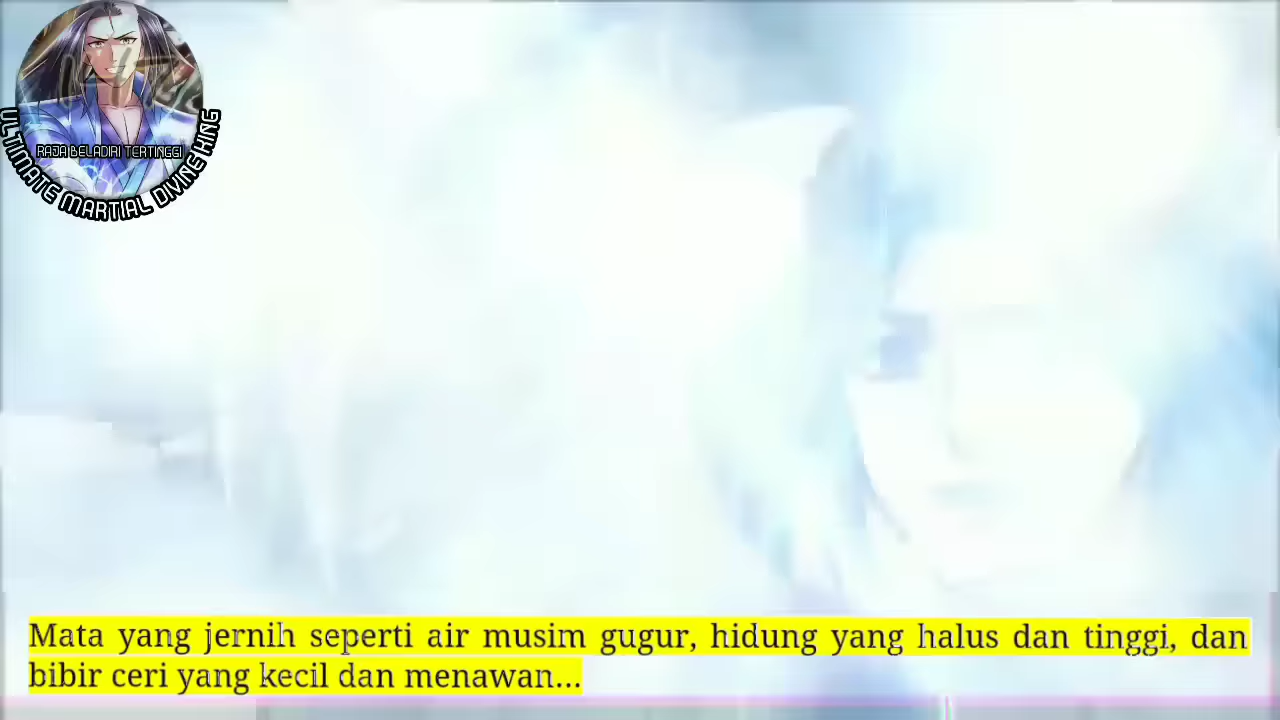 RAJA BELADIRI TERTINGGI
ULTIMATE MARTIAL DIVINE KING
Mata yang jernih seperti air musim gugur, hidung yang halus dan tinggi, dan
bibir ceri yang kecil dan menawan...